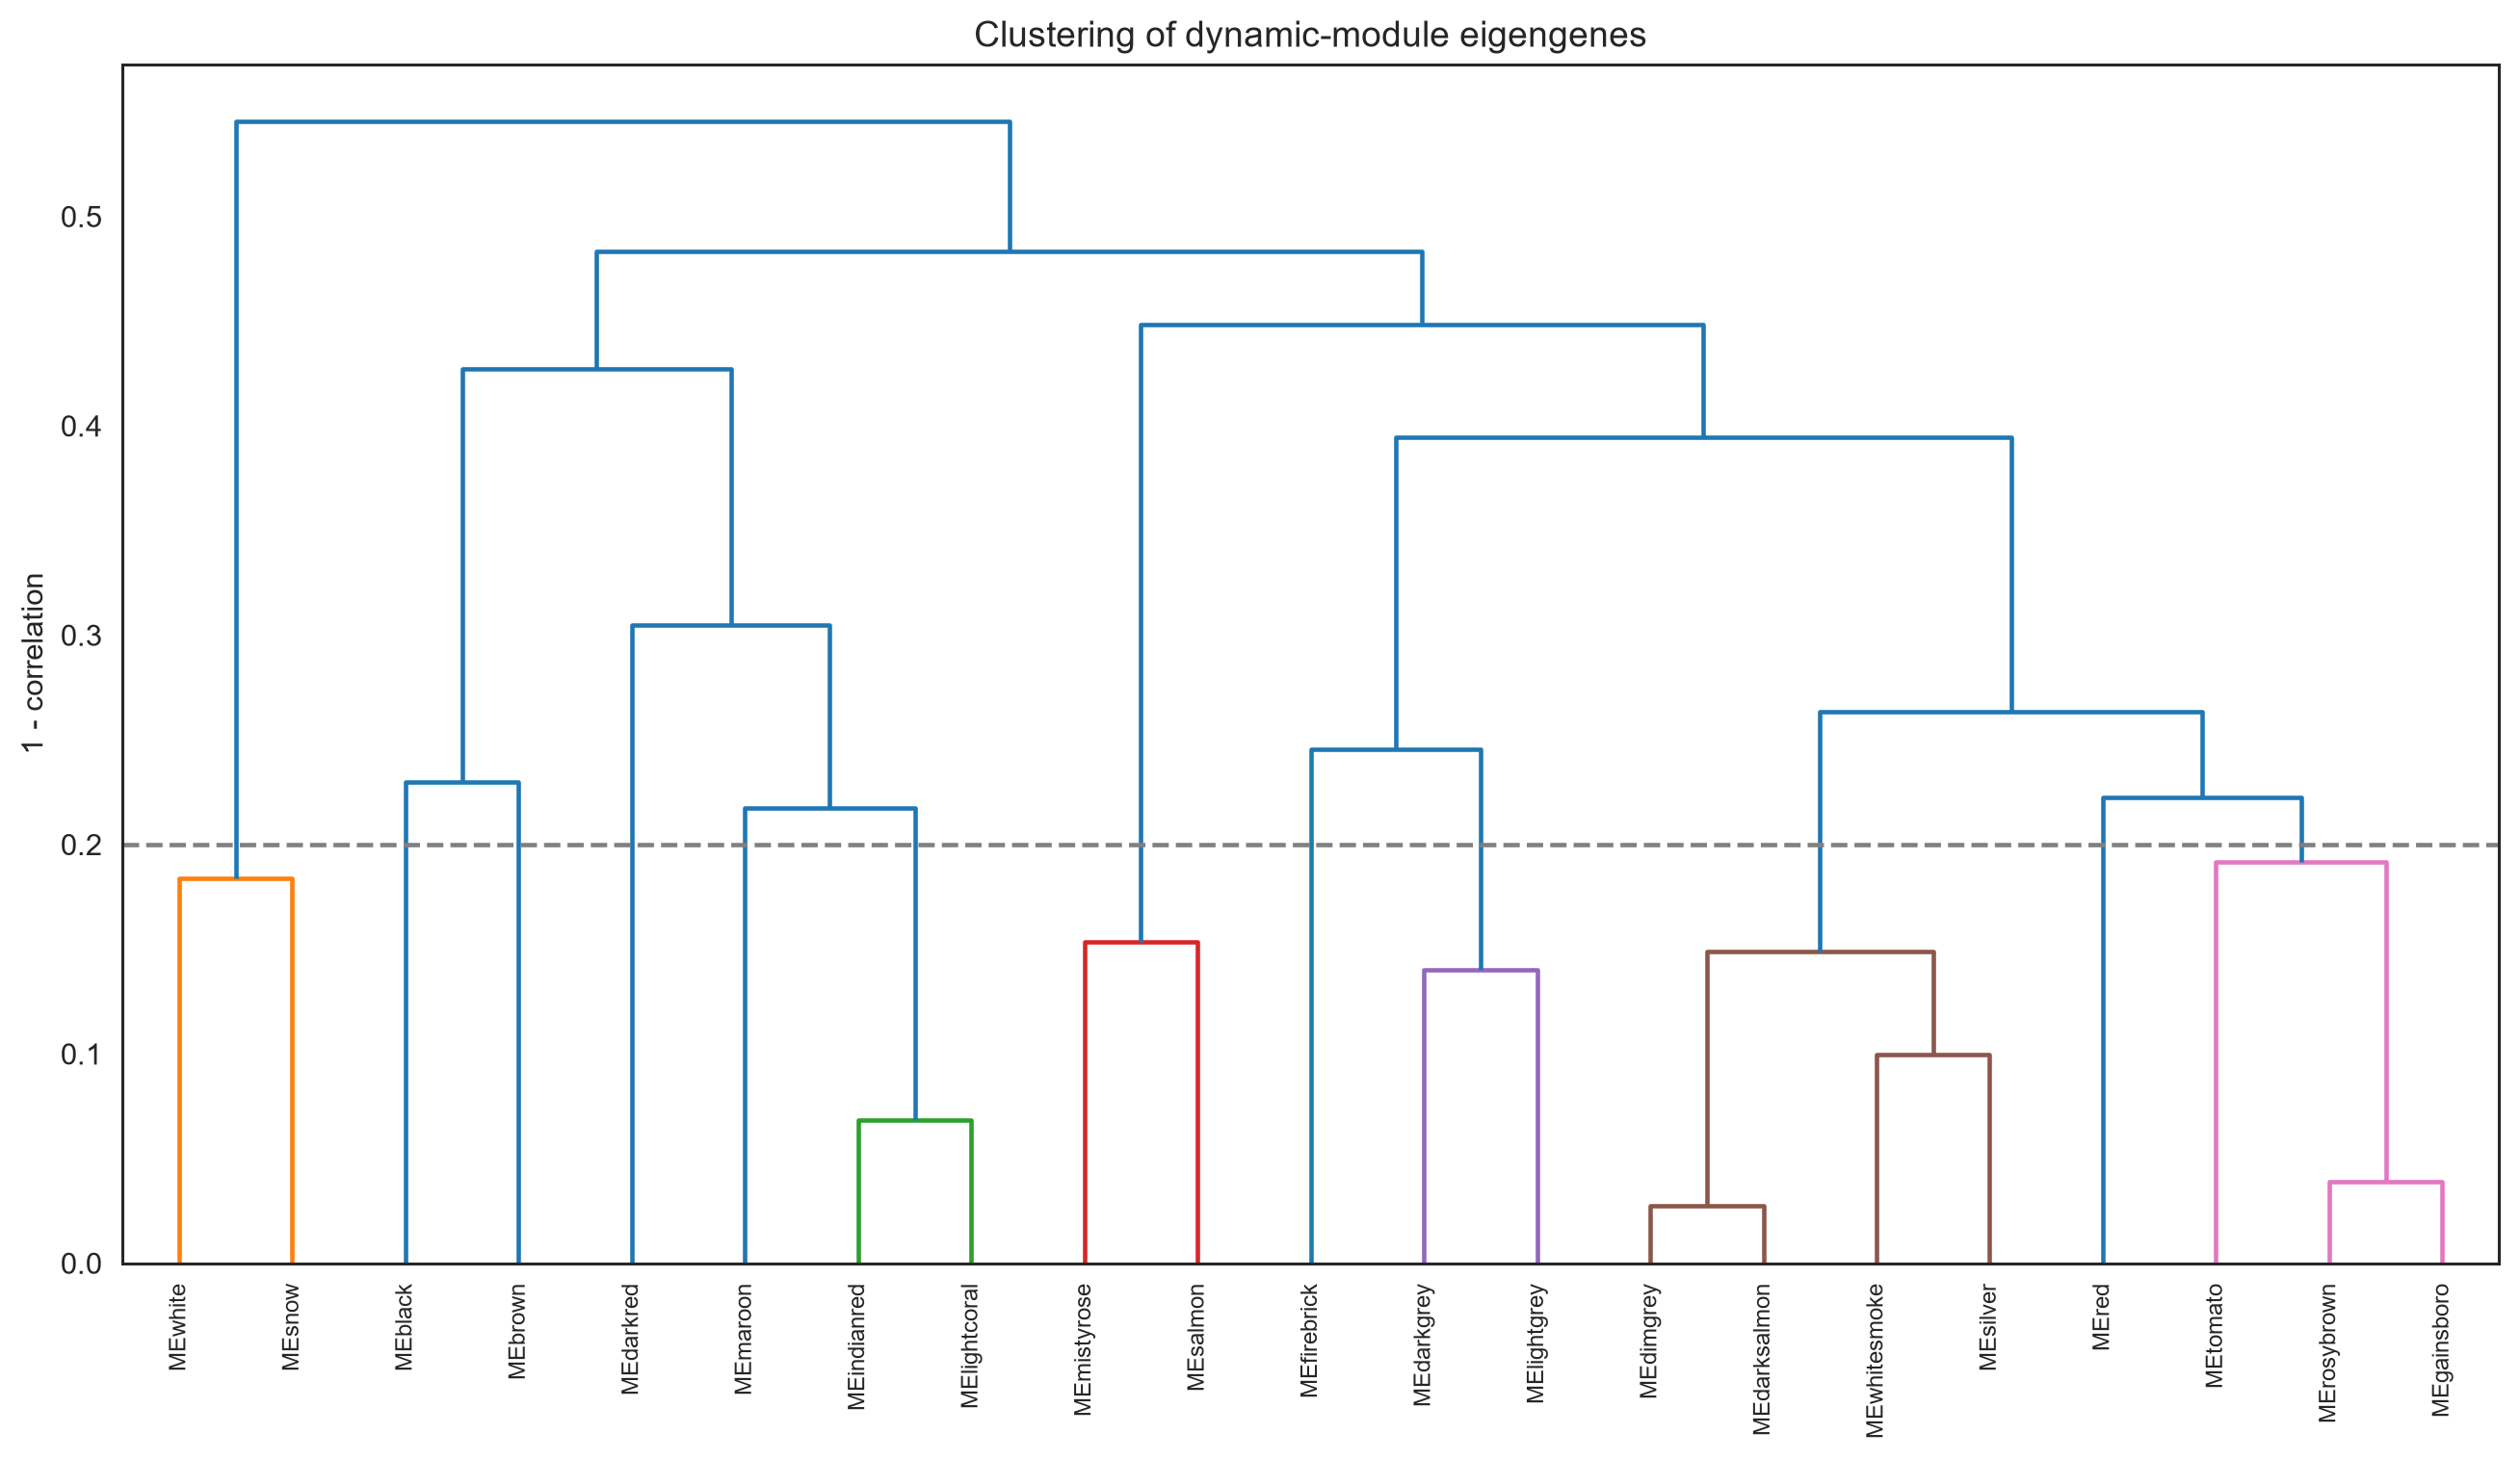 Clustering of dynamic-module eigengenes
1 - correlation
0.5
0.4
0.3
0.2
0.1
0.0
MEwhite
MEsnow
MEblack
MEbrown
MEdarkred
MEmaroon
MEindianred
MElightcoral
MEmistyrose
MEsalmon
MEfirebrick
MEdarkgrey
MElightgrey
MEdimgrey
MEdarksalmon
MEwhitesmoke
MEsilver
MEred
MEtomato
MErosybrown
MEgainsboro